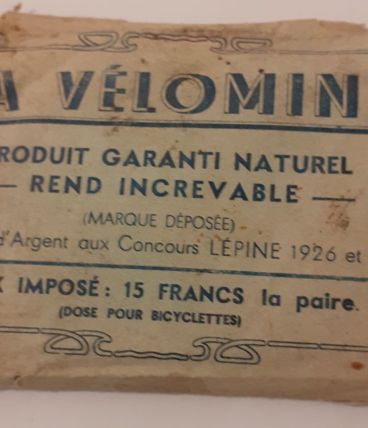 A VÉLOMIN
RODUIT GARANTI NATUREL
— REND INCREVABLE —
(MARQUE DÉPOSÉE)
d'Argent aux Concours LÉPINE 1926 et
X IMPOSÉ : 15 FRANCS la paire.
(DOSE POUR BICYCLETTES)